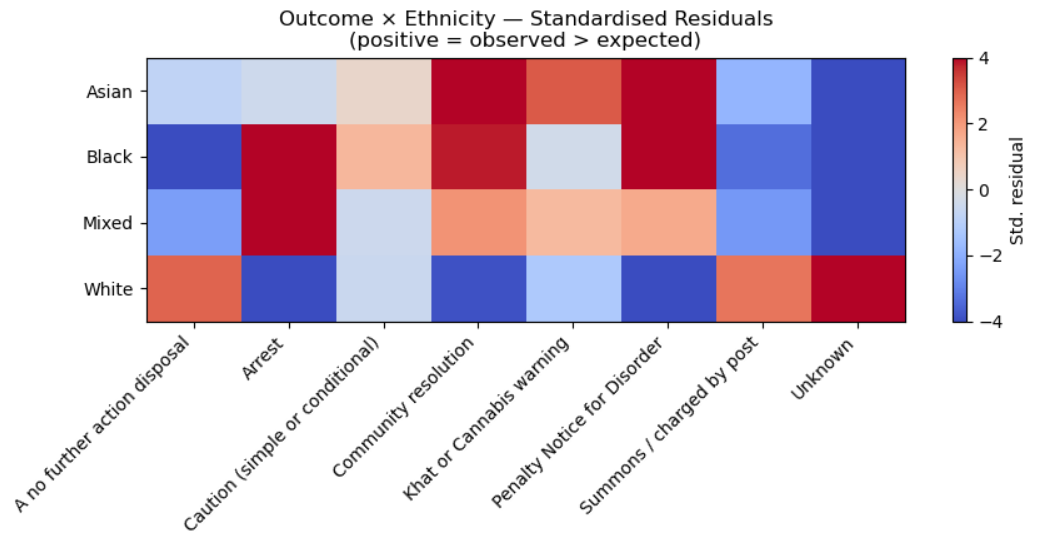 Outcome × Ethnicity — Standardised Residuals
(positive = observed > expected)
Asian
Black
Mixed
White
A no further action disposal
Arrest
Caution (simple or conditional)
Community resolution
Khat or Cannabis warning
Penalty Notice for Disorder
Summons / charged by post
Unknown
4
2
0
−2
−4
Std. residual